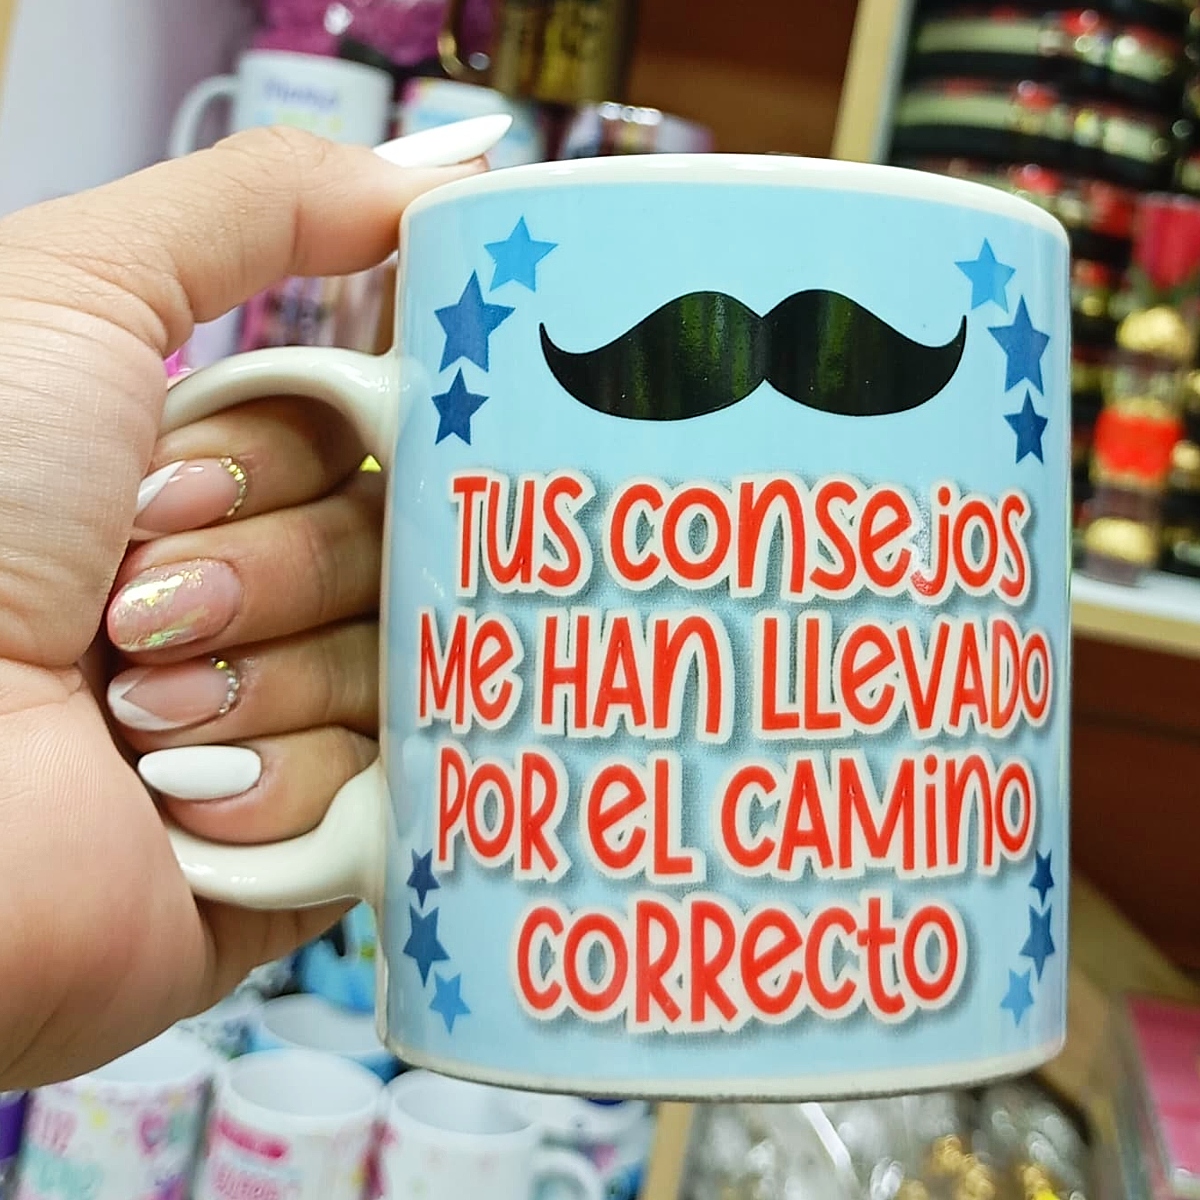 TUS CONSEJOS
ME HAN LLEVADO
POR EL CAMINO
CORRECTO